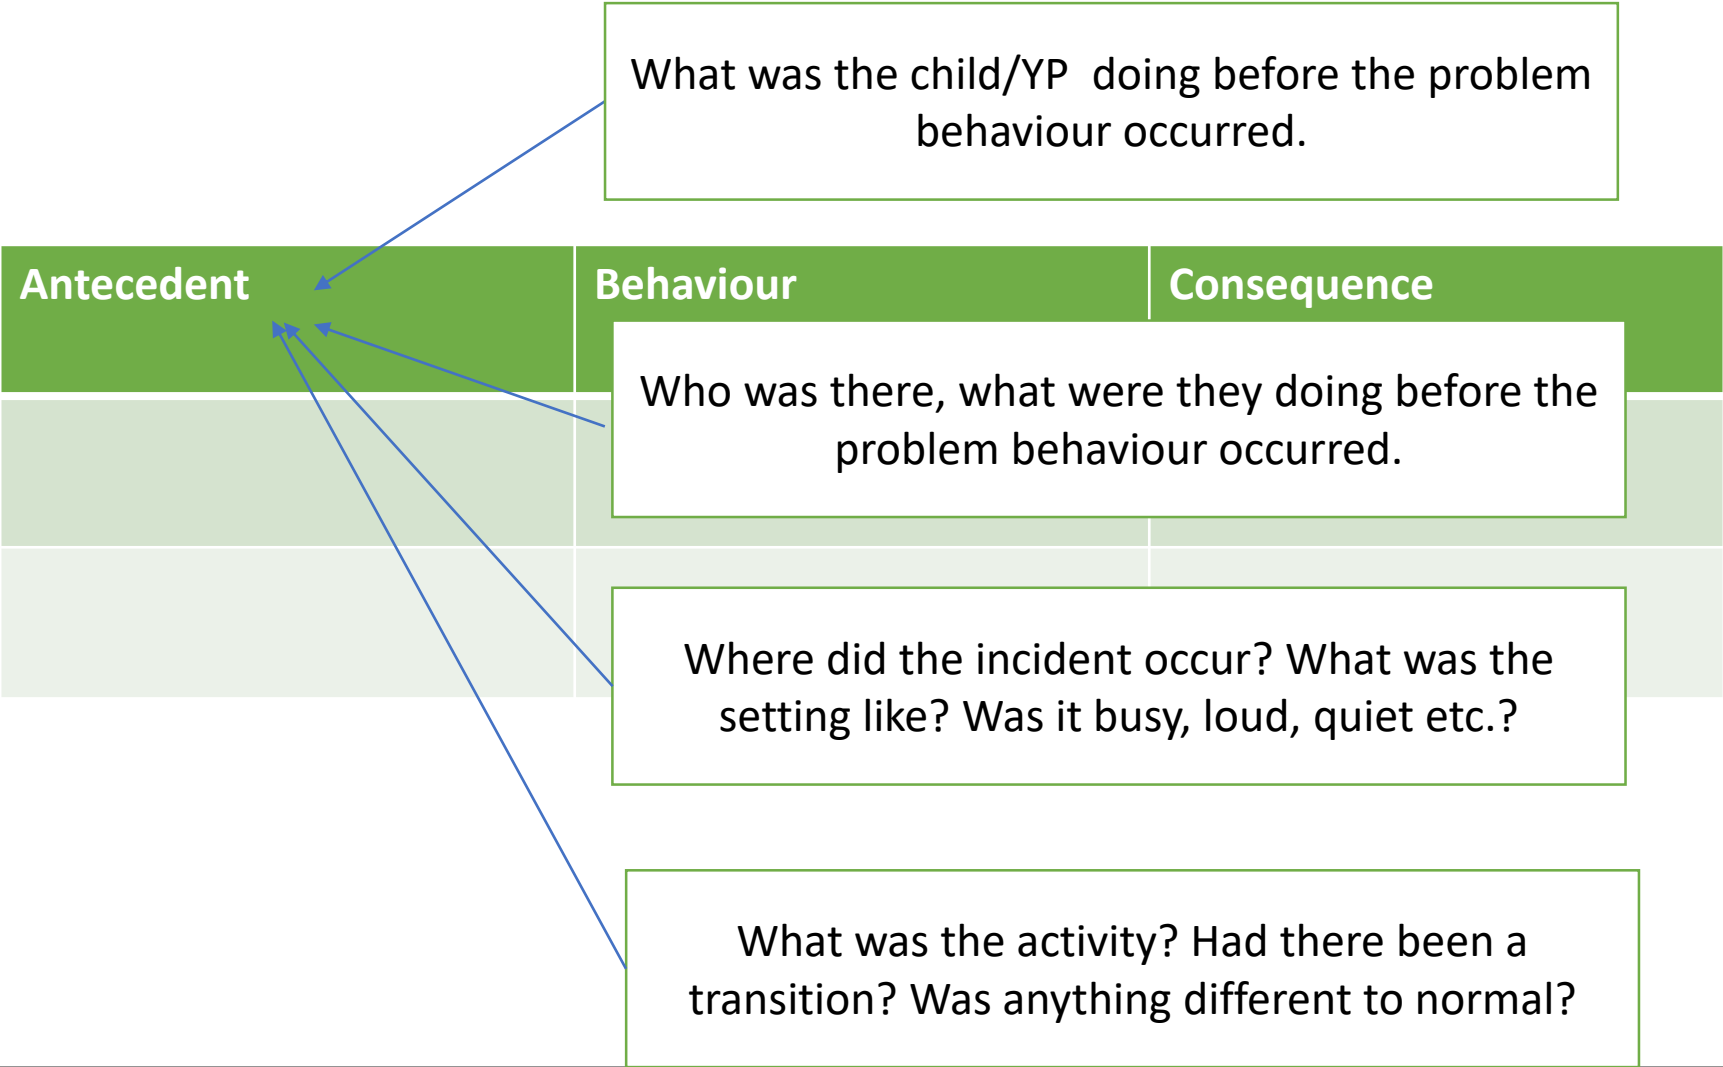 What was the child/YP  doing before the problem
behaviour occurred.
Antecedent
Behaviour
Consequence
Who was there, what were they doing before the
problem behaviour occurred.
Where did the incident occur? What was the
setting like? Was it busy, loud, quiet etc.?
What was the activity? Had there been a
transition? Was anything different to normal?